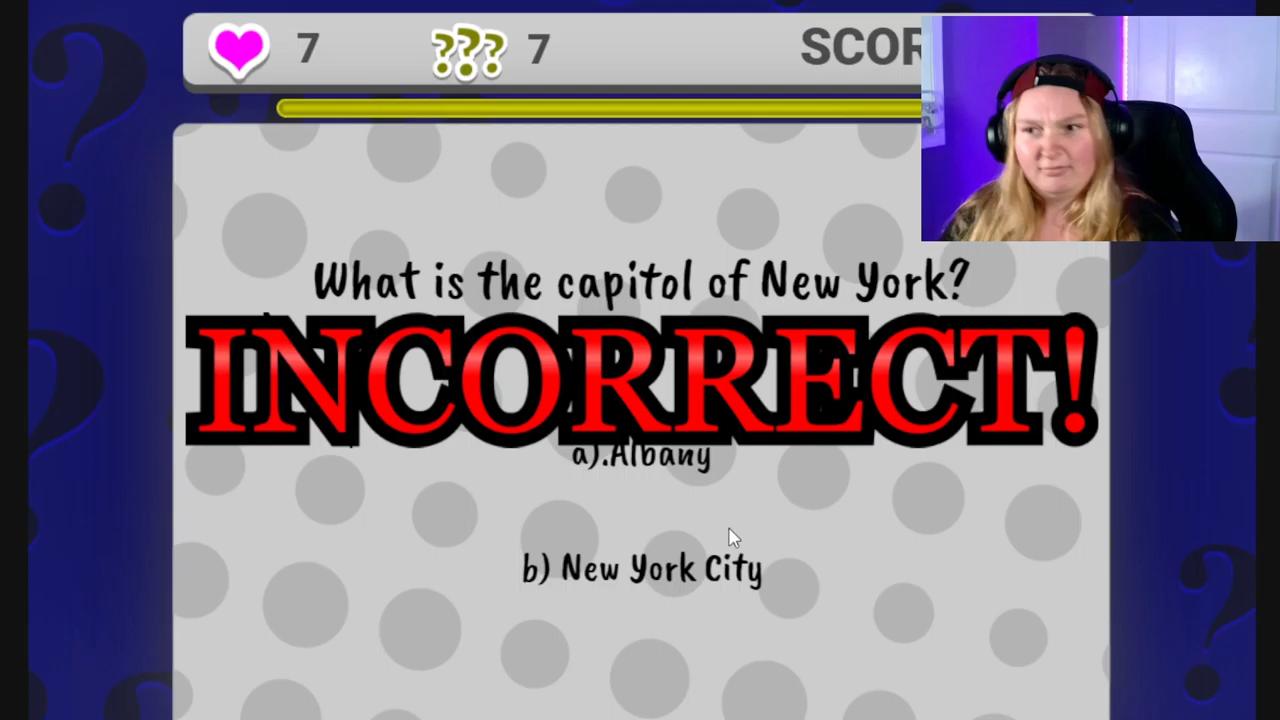 7 ??? 7 SCOR
What is the capitol of New York?
INCORRECT!
a).Albany
b) New York City